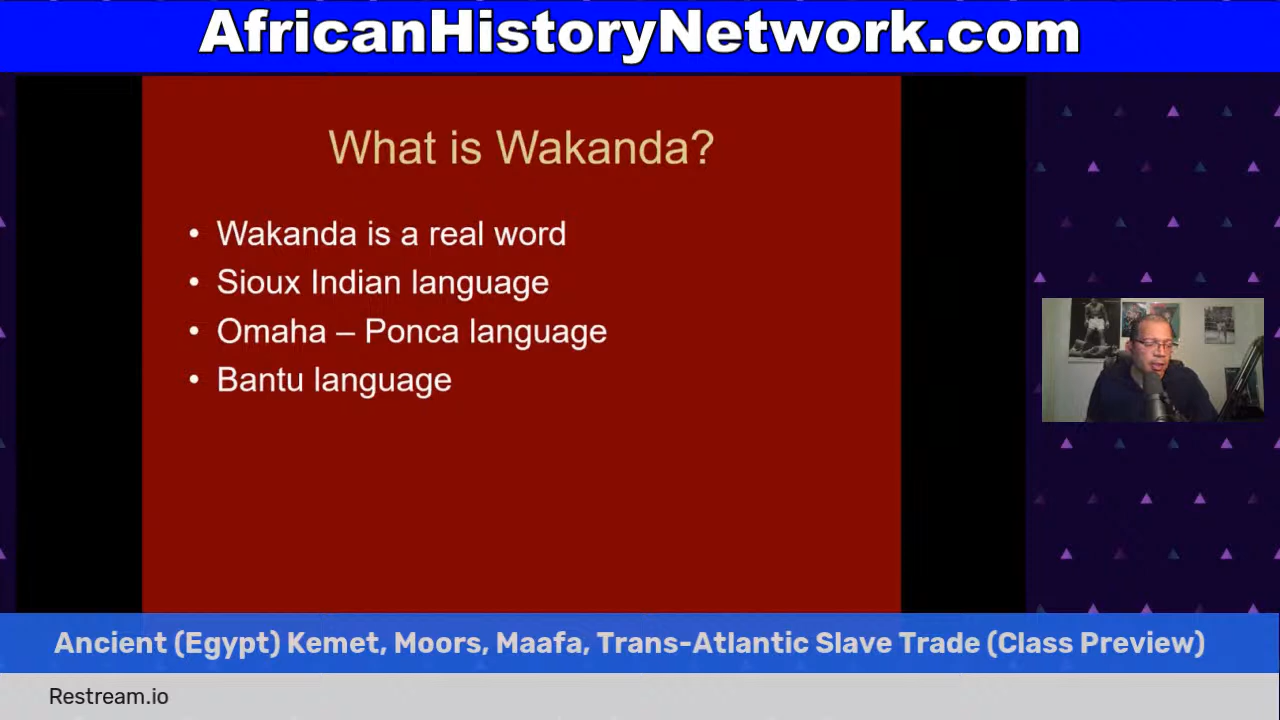 AfricanHistoryNetwork.com
What is Wakanda?
• Wakanda is a real word
• Sioux Indian language
• Omaha – Ponca language
• Bantu language
Ancient (Egypt) Kemet, Moors, Maafa, Trans-Atlantic Slave Trade (Class Preview)
Restream.io